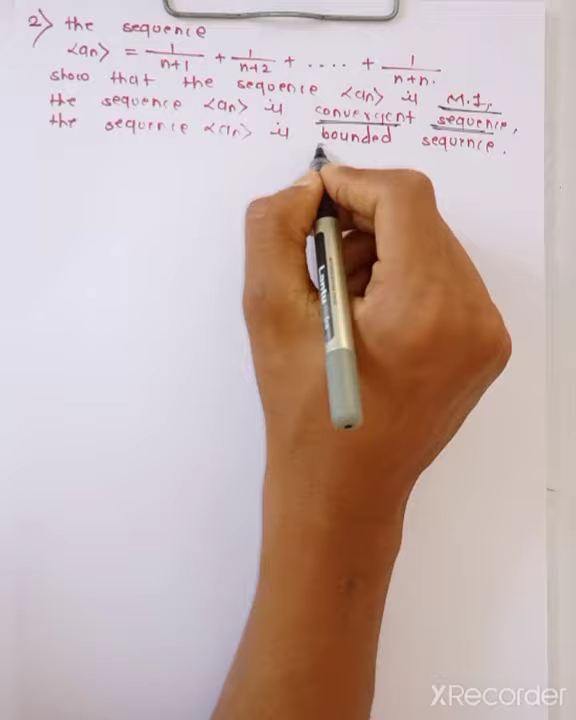 2) the sequence
<an> = 1/n+1 + 1/n+2 + .... + 1/n+n.
show that the sequence <an> is M.I,
the sequence <an> is convergent sequence,
the sequence <an> is bounded sequence.
XRecorder